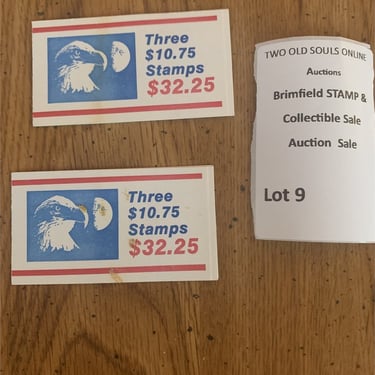 Three
$10.75
Stamps
$32.25
Three
$10.75
Stamps
$32.25
TWO OLD SOULS ONLINE
Auctions
Brimfield STAMP &
Collectible Sale
Auction Sale
Lot 9